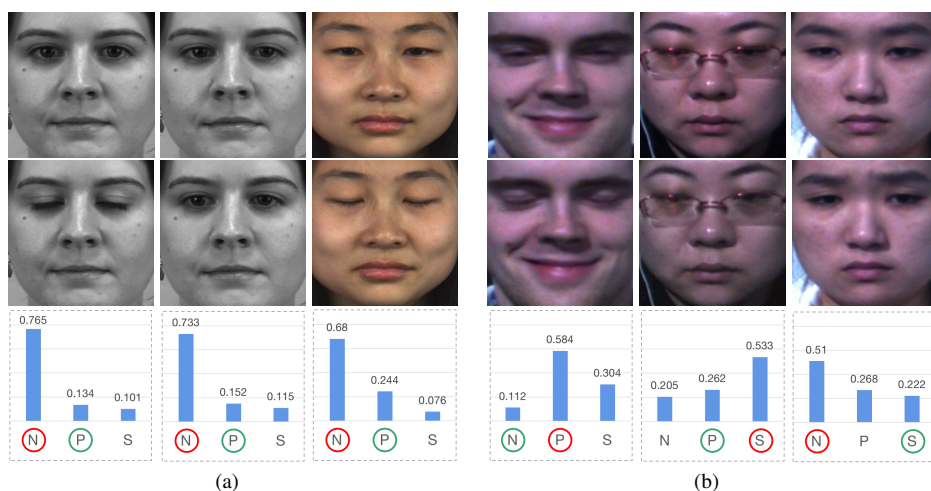 0.765
0.134
0.101
N P S
0.733
0.152
0.115
N P S
0.68
0.244
0.076
N P S
(a)
0.112
0.584
0.304
N P S
0.205
0.262
0.533
N P S
0.51
0.268
0.222
N P S
(b)